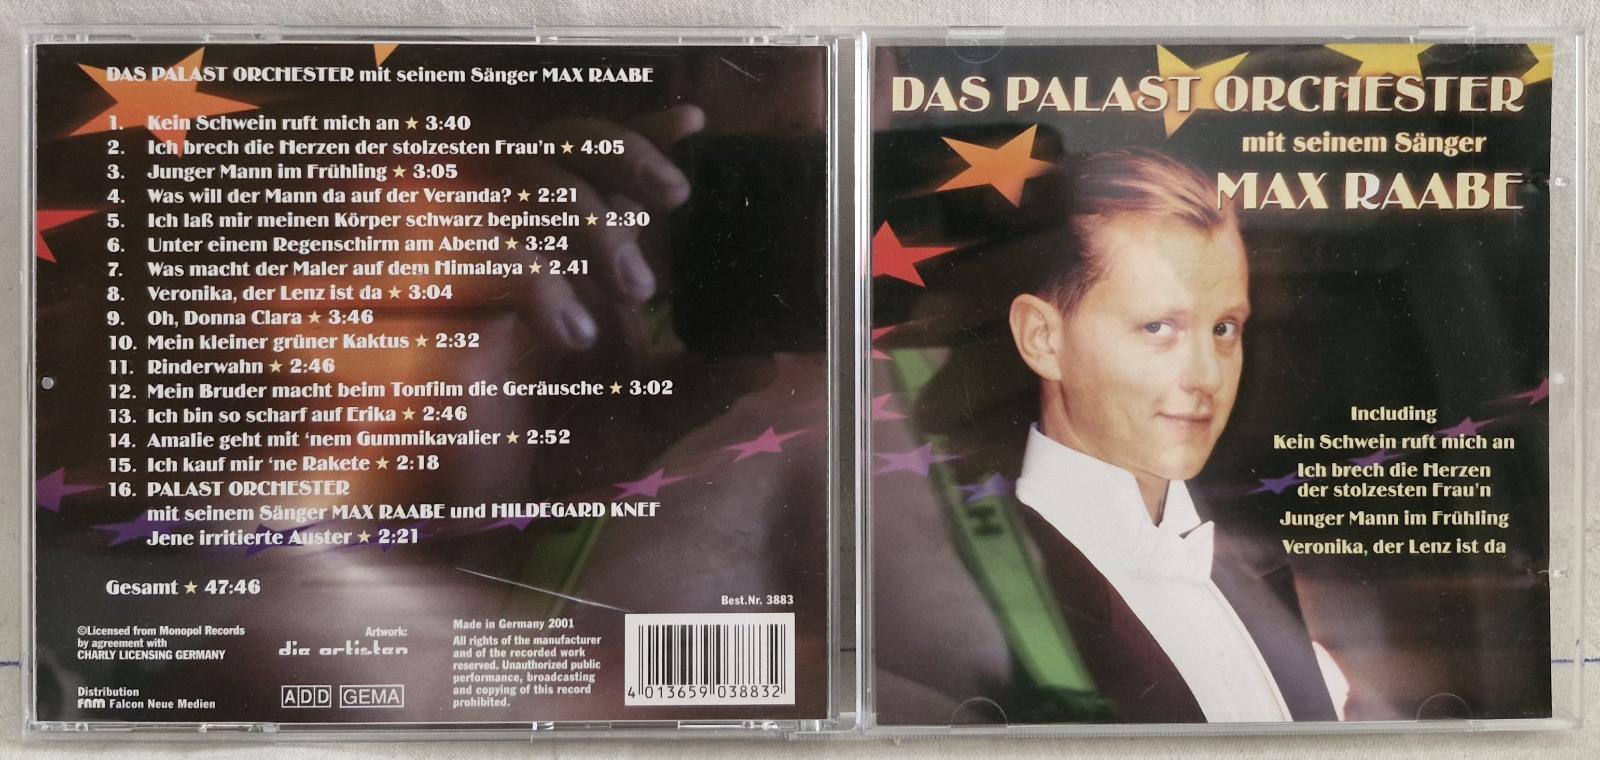 DAS PALAST ORCHESTER mit seinem Sänger MAX RAABE
1. Kein Schwein ruft mich an ★ 3:40
2. Ich brech die Herzen der stolzesten Frau'n ★ 4:05
3. Junger Mann im Frühling ★ 3:05
4. Was will der Mann da auf der Veranda? ★ 2:21
5. Ich laß mir meinen Körper schwarz bepinseln ★ 2:30
6. Unter einem Regenschirm am Abend ★ 3:24
7. Was macht der Maler auf dem Himalaya ★ 2.41
8. Veronika, der Lenz ist da ★ 3:04
9. Oh, Donna Clara ★ 3:46
10. Mein kleiner grüner Kaktus ★ 2:32
11. Rinderwahn ★ 2:46
12. Mein Bruder macht beim Tonfilm die Geräusche ★ 3:02
13. Ich bin so scharf auf Erika ★ 2:46
14. Amalie geht mit 'nem Gummikavalier ★ 2:52
15. Ich kauf mir 'ne Rakete ★ 2:18
16. PALAST ORCHESTER
mit seinem Sänger MAX RAABE und HILDEGARD KNEF
Jene irritierte Auster ★ 2:21
Gesamt ★ 47:46
Best.Nr. 3883
©Licensed from Monopol Records
by agreement with
CHARLY LICENSING GERMANY
Distribution
FNM Falcon Neue Medien
Artwork:
die artisten
ADD GEMA
Made in Germany 2001
All rights of the manufacturer
and of the recorded work
reserved. Unauthorized public
performance, broadcasting
and copying of this record
prohibited.
4 013659 038832
DAS PALAST ORCHESTER
mit seinem Sänger
MAX RAABE
Including
Kein Schwein ruft mich an
Ich brech die Herzen
der stolzesten Frau'n
Junger Mann im Frühling
Veronika, der Lenz ist da